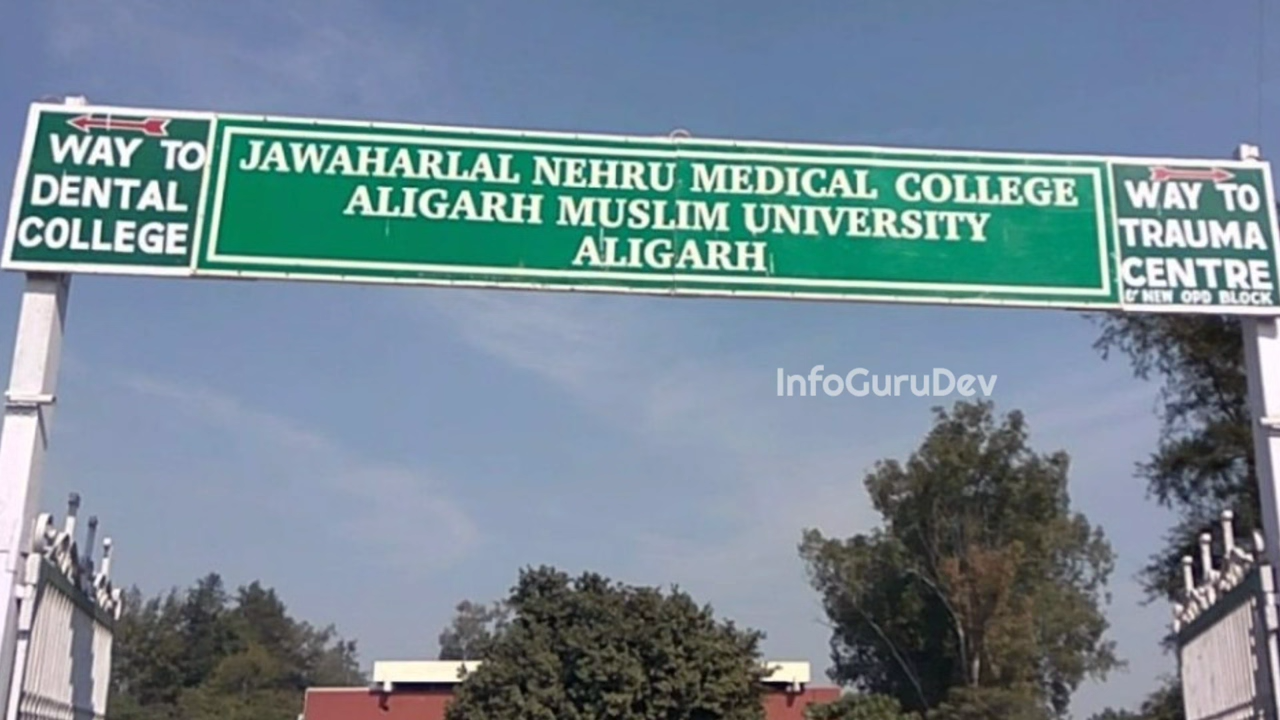 WAY TO
DENTAL
COLLEGE
JAWAHARLAL NEHRU MEDICAL COLLEGE
ALIGARH MUSLIM UNIVERSITY
ALIGARH
WAY TO
TRAUMA
CENTRE
& NEW OPD BLOCK
InfoGuruDev